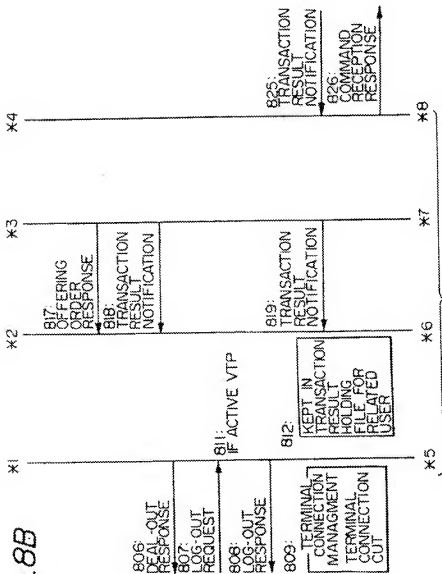 .8B
*1
*2
*3
*4
806:
DEAL-OUT
RESPONSE
807:
LOG-OUT
REQUEST
808:
LOG-OUT
RESPONSE
809:
TERMINAL
CONNECTION
MANAGMENT
TERMINAL
CONNECTION
CUT
811:
IF ACTIVE VTP
812:
KEPT IN
TRANSACTION
RESULT
HOLDING
FILE FOR
RELATED
USER
817:
OFFERING
ORDER
RESPONSE
818:
TRANSACTION
RESULT
NOTIFICATION
819:
TRANSACTION
RESULT
NOTIFICATION
825:
TRANSACTION
RESULT
NOTIFICATION
826:
COMMAND
RECEPTION
RESPONSE
*5
*6
*7
*8